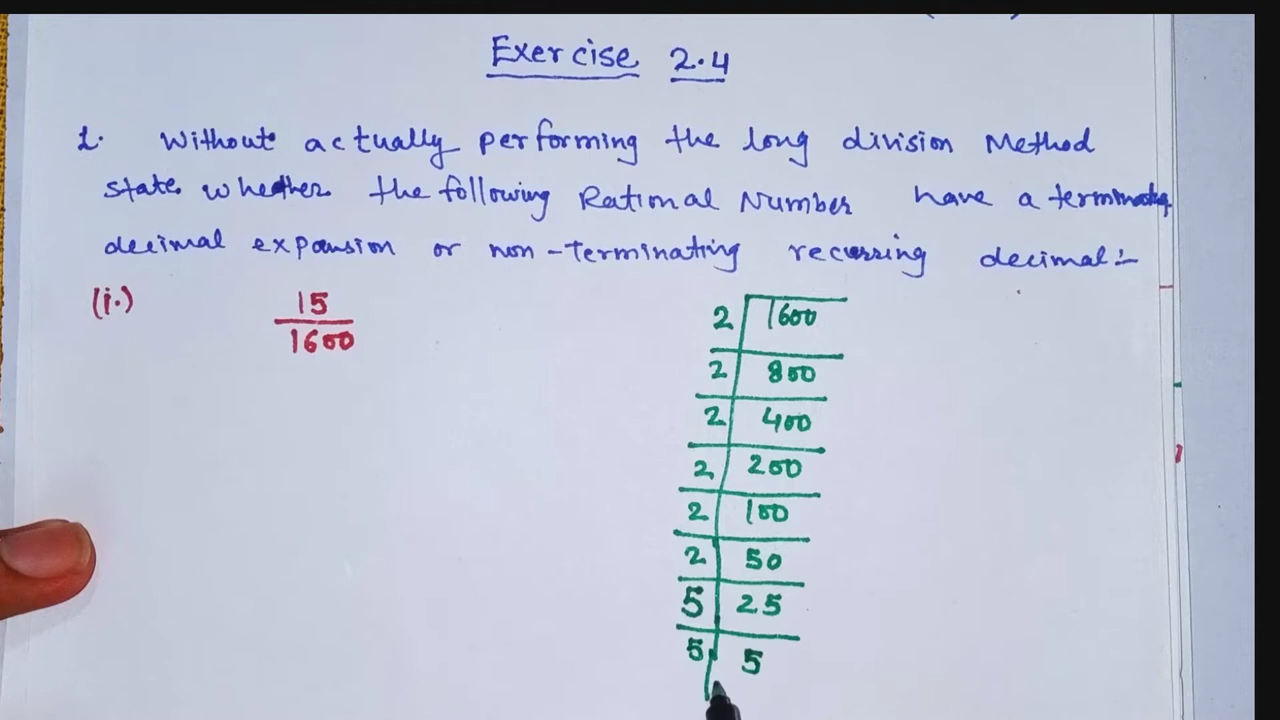 Exercise 2.4
1. Without actually performing the long division Method
state whether the following Rational Number have a terminating
decimal expansion or non-terminating recurring decimal:-
(i.) 15
1600
2 1600
2 800
2 400
2 200
2 100
2 50
5 25
5 5